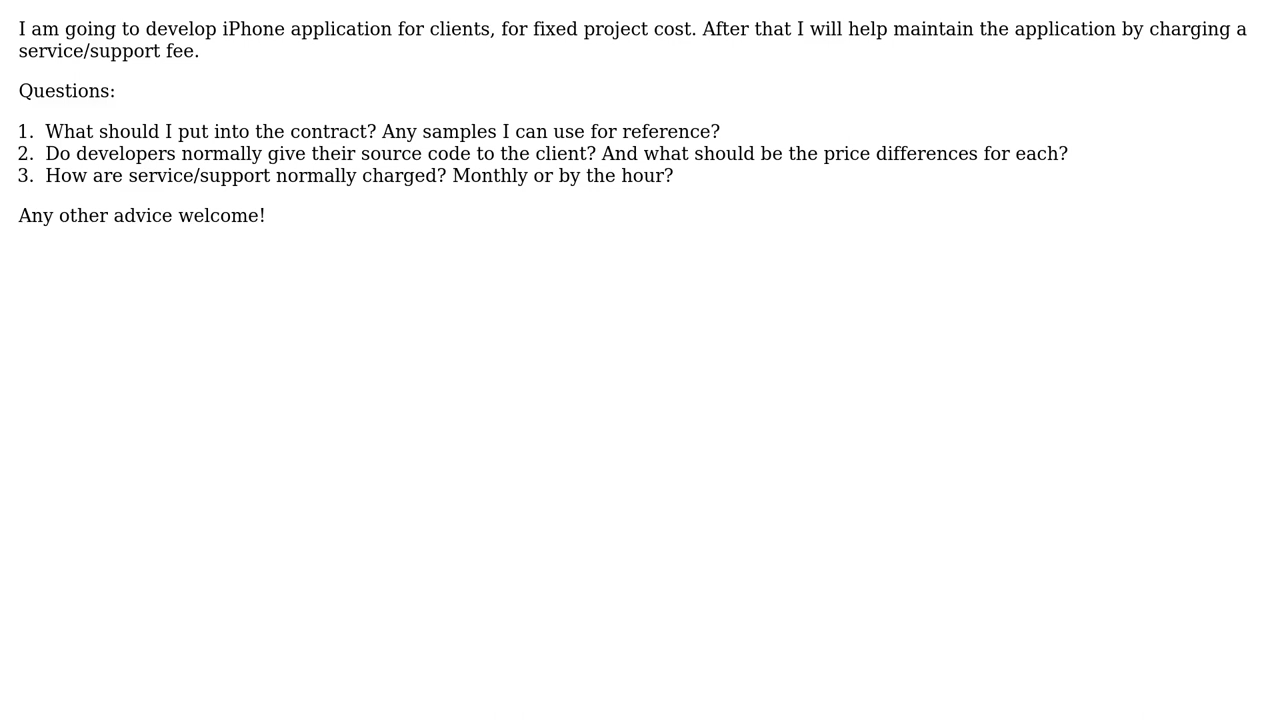 I am going to develop iPhone application for clients, for fixed project cost. After that I will help maintain the application by charging a
service/support fee.
Questions:
1. What should I put into the contract? Any samples I can use for reference?
2. Do developers normally give their source code to the client? And what should be the price differences for each?
3. How are service/support normally charged? Monthly or by the hour?
Any other advice welcome!